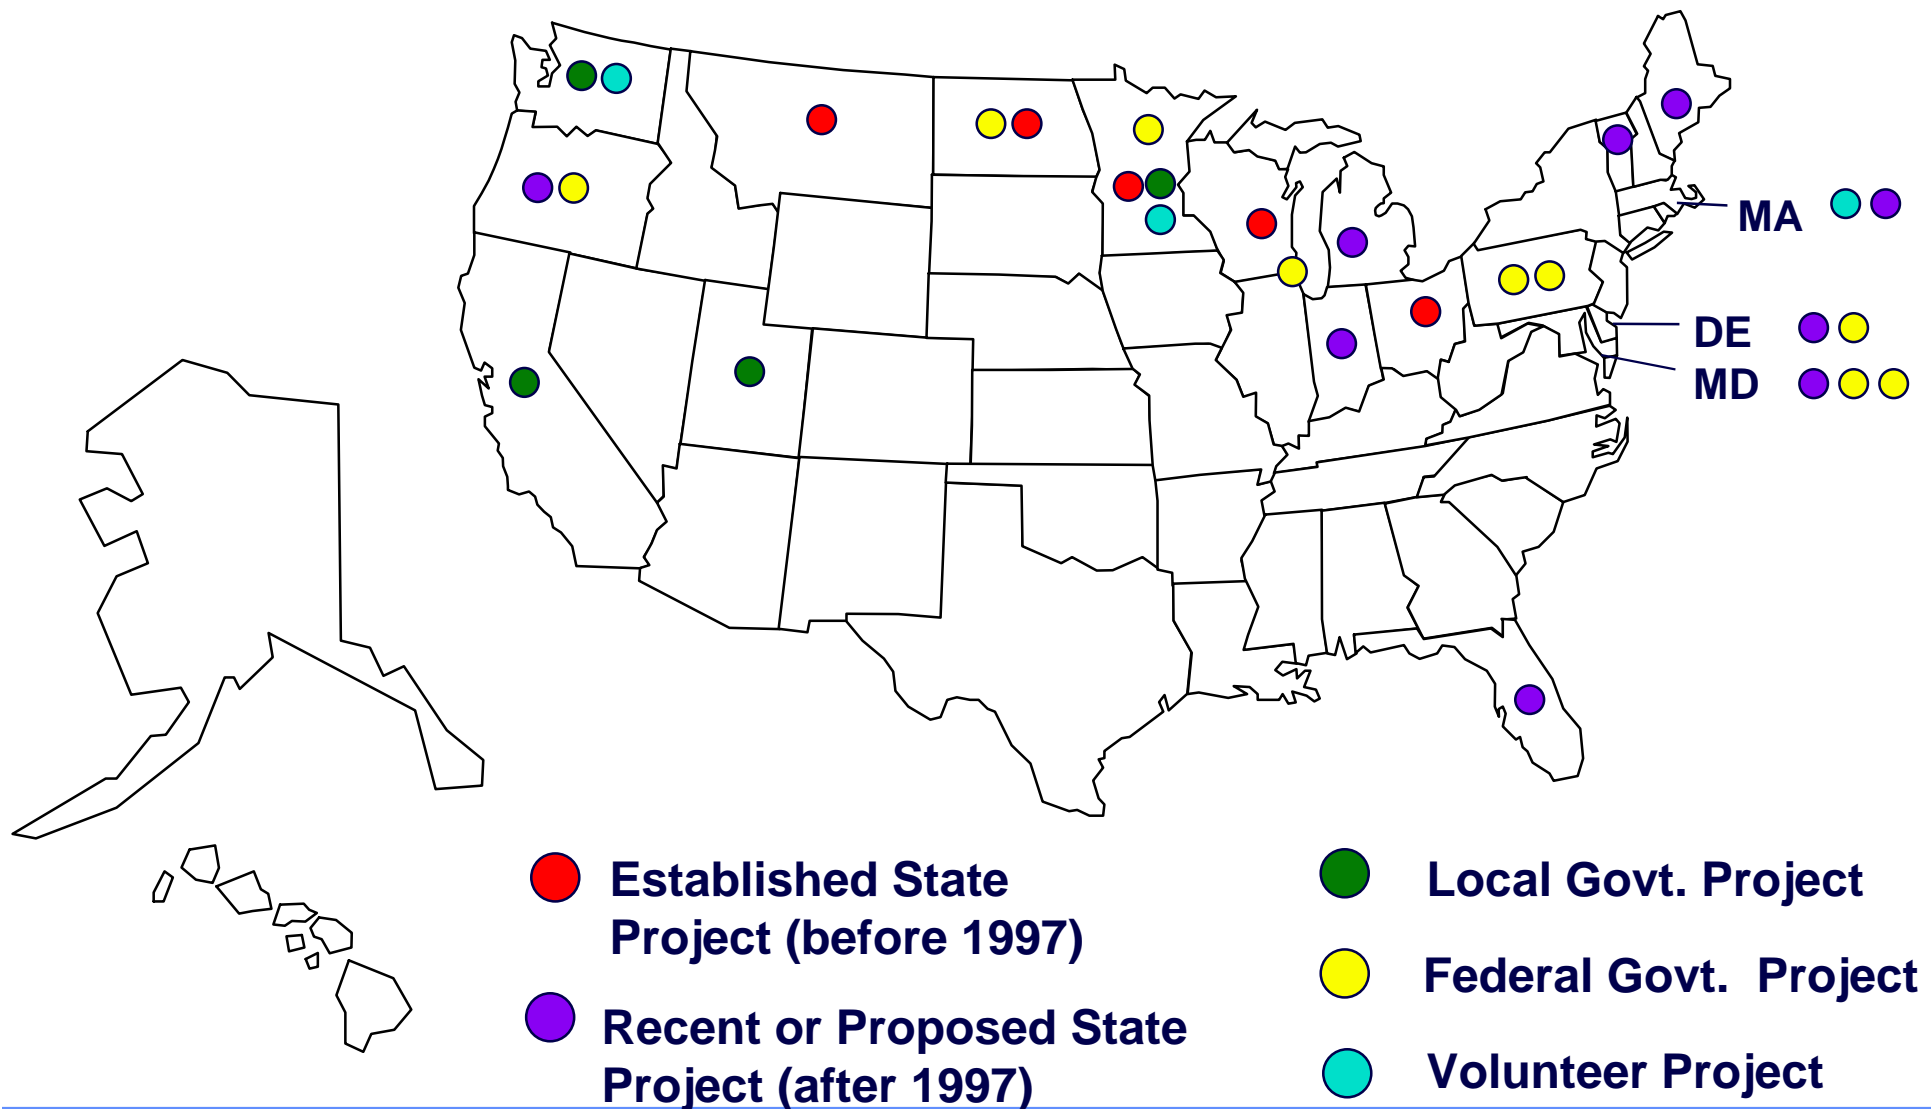 MA
DE
MD
Established State
Project (before 1997)
Recent or Proposed State
Project (after 1997)
Local Govt. Project
Federal Govt.  Project
Volunteer Project